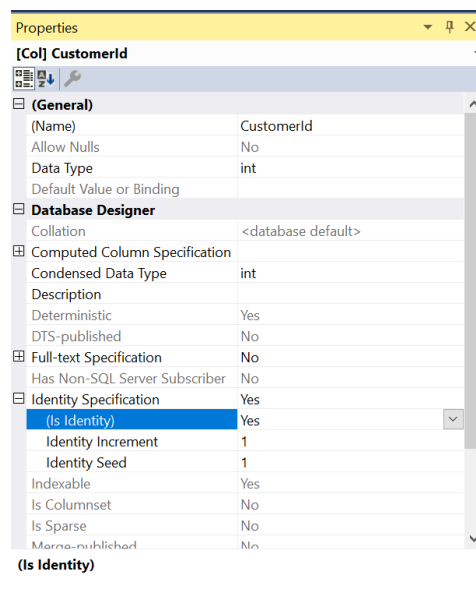 Properties
[Col] CustomerId
(General)
(Name) CustomerId
Allow Nulls No
Data Type int
Default Value or Binding
Database Designer
Collation <database default>
Computed Column Specification
Condensed Data Type int
Description
Deterministic Yes
DTS-published No
Full-text Specification No
Has Non-SQL Server Subscriber No
Identity Specification Yes
(Is Identity) Yes
Identity Increment 1
Identity Seed 1
Indexable Yes
Is Columnset No
Is Sparse No
Merge-published No
(Is Identity)